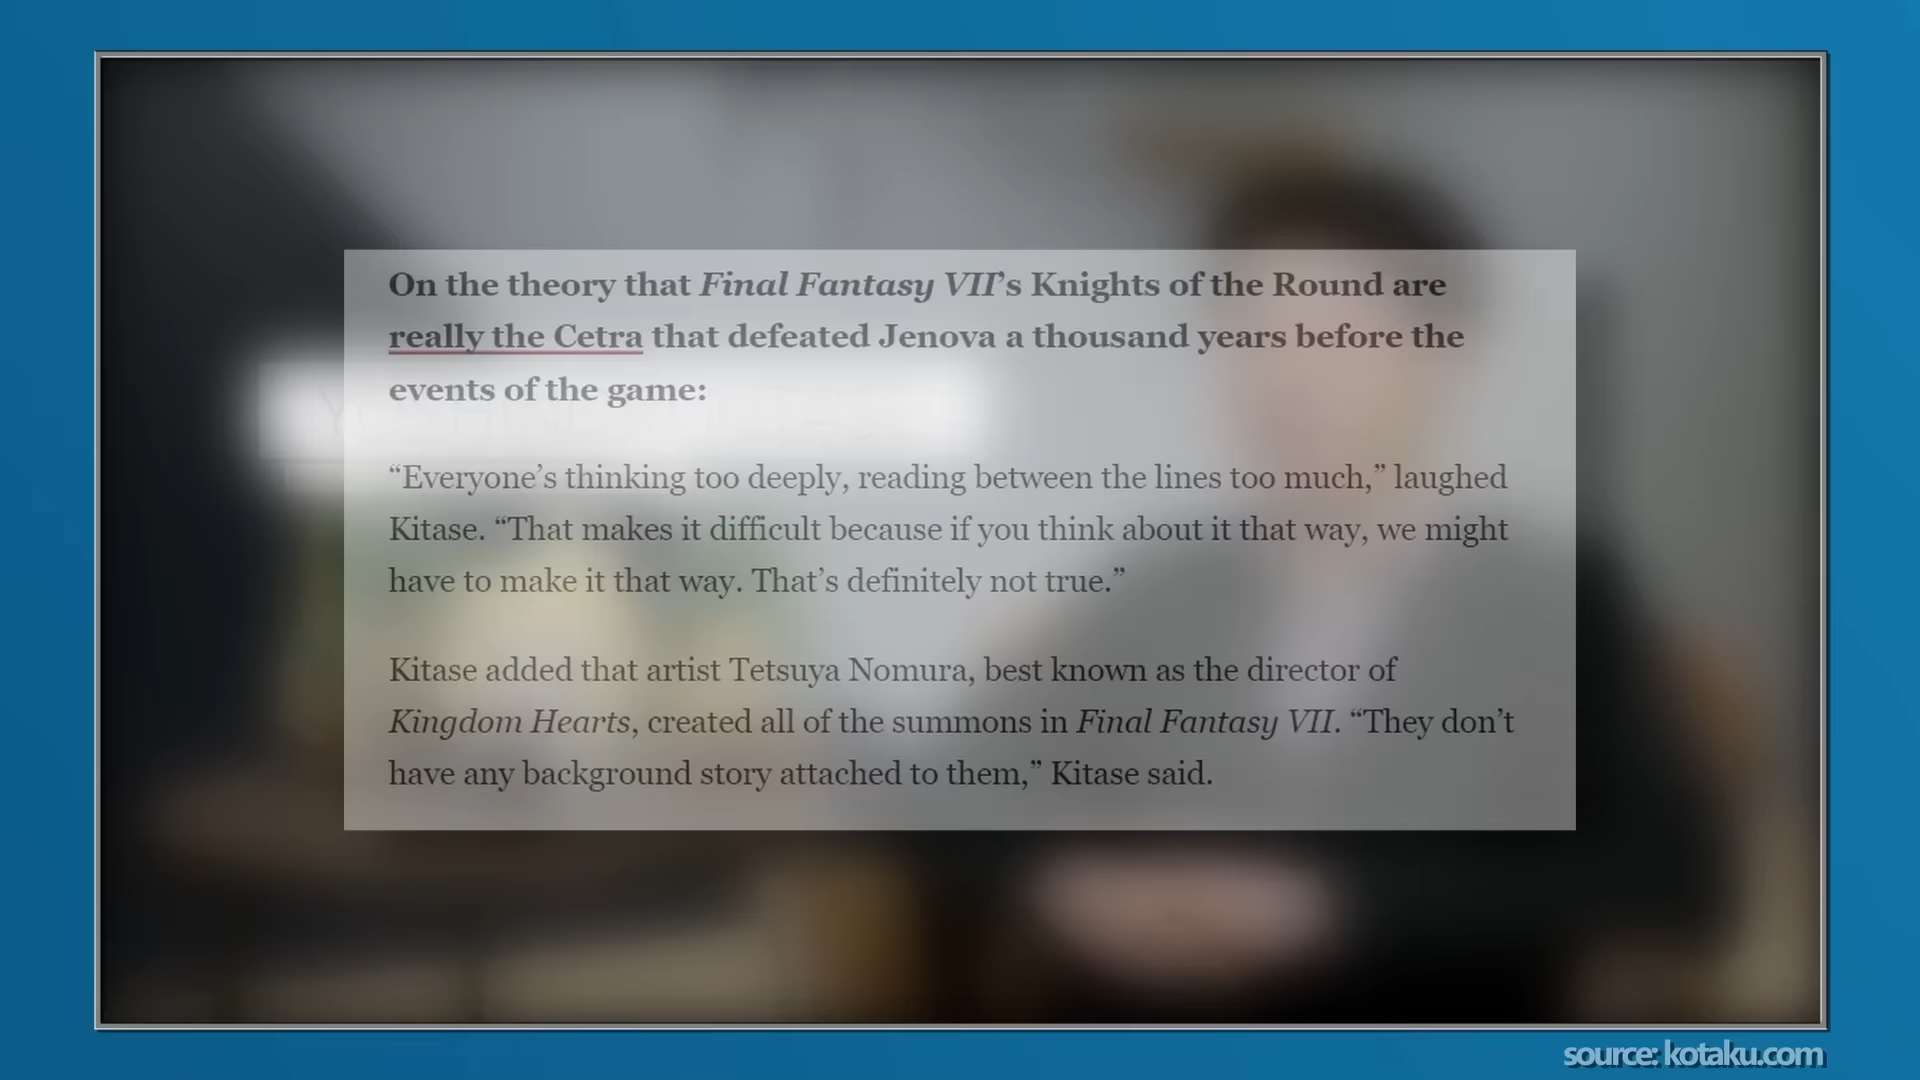 On the theory that Final Fantasy VII’s Knights of the Round are
really the Cetra that defeated Jenova a thousand years before the
events of the game:
“Everyone’s thinking too deeply, reading between the lines too much,” laughed
Kitase. “That makes it difficult because if you think about it that way, we might
have to make it that way. That’s definitely not true.”
Kitase added that artist Tetsuya Nomura, best known as the director of
Kingdom Hearts, created all of the summons in Final Fantasy VII. “They don’t
have any background story attached to them,” Kitase said.
source: kotaku.com